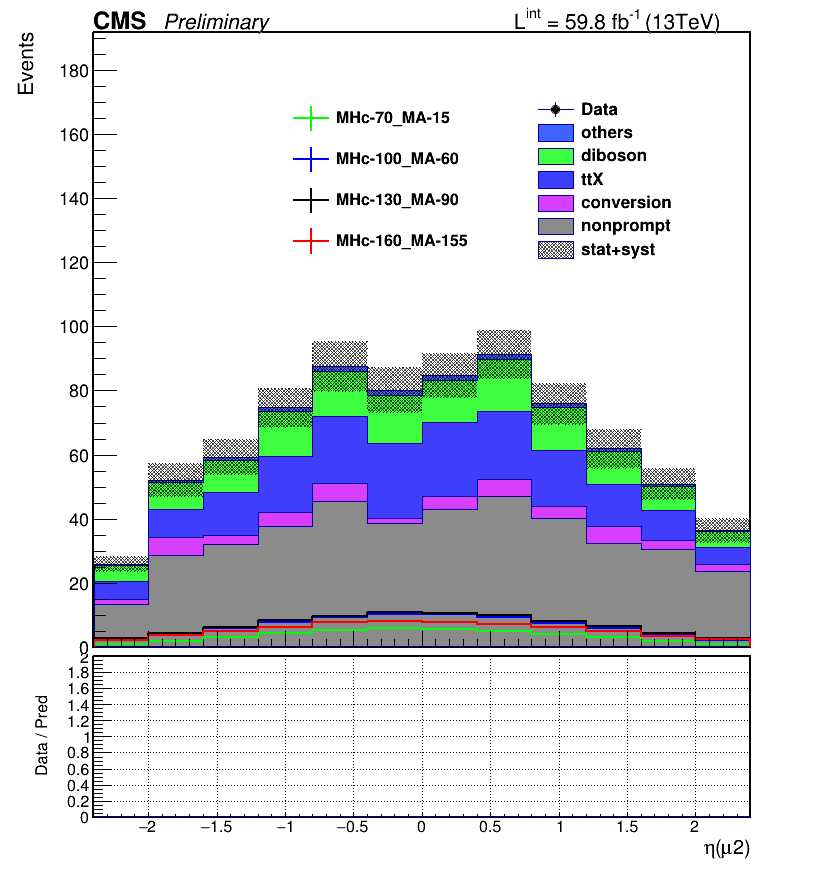 CMS Preliminary L^int = 59.8 fb^-1 (13TeV)
Events
180
160
140
120
100
80
60
40
20
0
MHc-70_MA-15
MHc-100_MA-60
MHc-130_MA-90
MHc-160_MA-155
Data
others
diboson
ttX
conversion
nonprompt
stat+syst
Data / Pred
2
1.8
1.6
1.4
1.2
1
0.8
0.6
0.4
0.2
0
−2 −1.5 −1 −0.5 0 0.5 1 1.5 2
η(μ2)